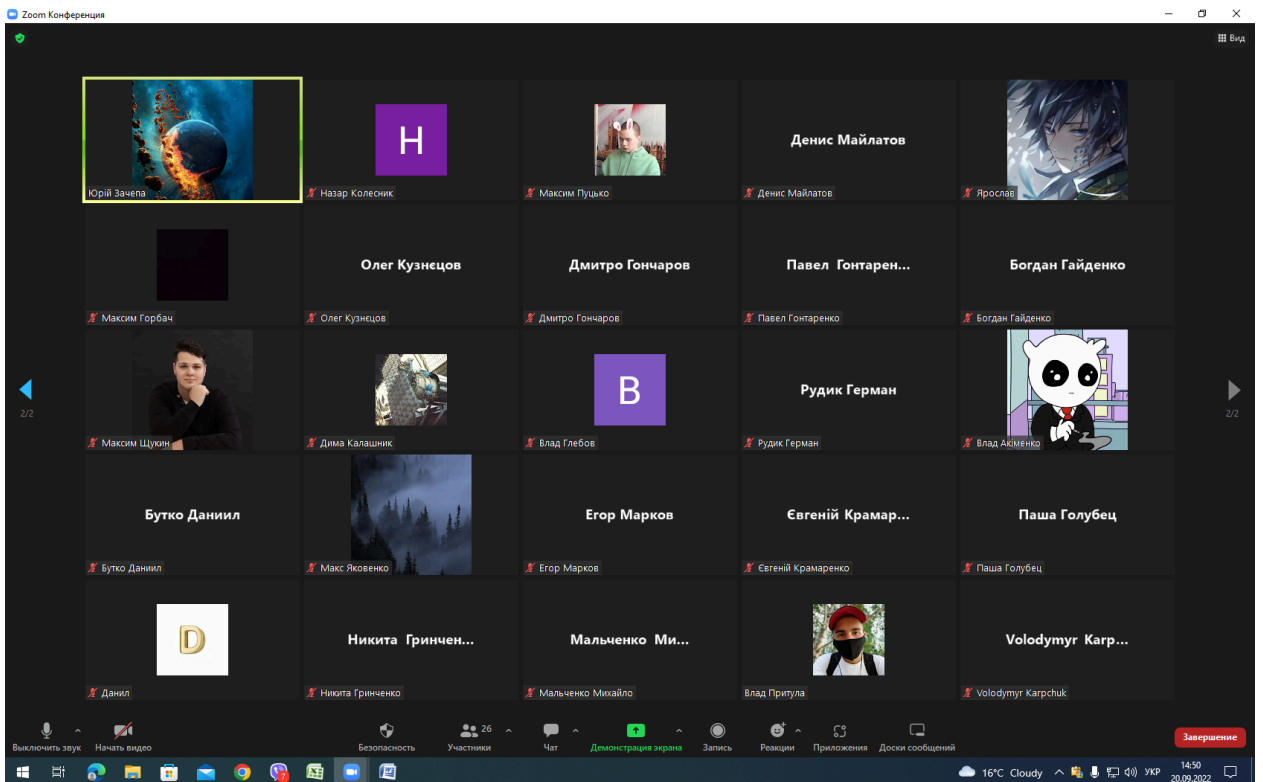 Zoom Конференция
Вид
Юрій Зачепа
Н
Назар Колесник
Максим Пуцько
Денис Майлатов
Денис Майлатов
Ярослав
Максим Горбач
Олег Кузнєцов
Олег Кузнєцов
Дмитро Гончаров
Дмитро Гончаров
Павел Гонтарен...
Павел Гонтаренко
Богдан Гайденко
Богдан Гайденко
2/2
Максим Щукин
Дима Калашник
В
Влад Глебов
Рудик Герман
Рудик Герман
Влад Акіменко
2/2
Бутко Даниил
Бутко Даниил
Макс Яковенко
Егор Марков
Егор Марков
Євгеній Крамар...
Євгеній Крамаренко
Паша Голубец
Паша Голубец
D
Данил
Никита Гринчен...
Никита Гринченко
Мальченко Ми...
Мальченко Михайло
Влад Притула
Volodymyr Karp...
Volodymyr Karpchuk
Выключить звук
Начать видео
Безопасность
26
Участники
Чат
Демонстрация экрана
Запись
Реакции
Приложения
Доски сообщений
Завершение
7
16°C Cloudy
УКР
14:50
20.09.2022